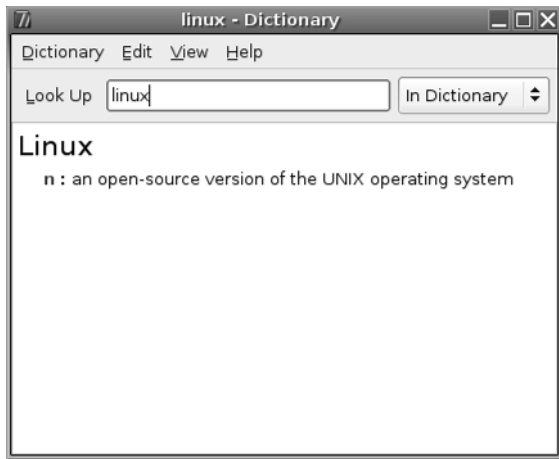 linux - Dictionary
Dictionary Edit View Help
Look Up linux In Dictionary
Linux
n : an open-source version of the UNIX operating system